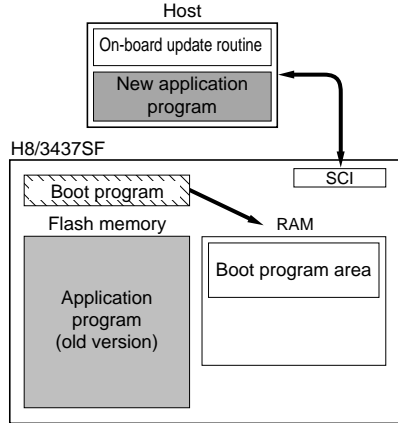 Host
On-board update routine
New application
program
H8/3437SF
SCI
Boot program
Flash memory
RAM
Boot program area
Application
program
(old version)